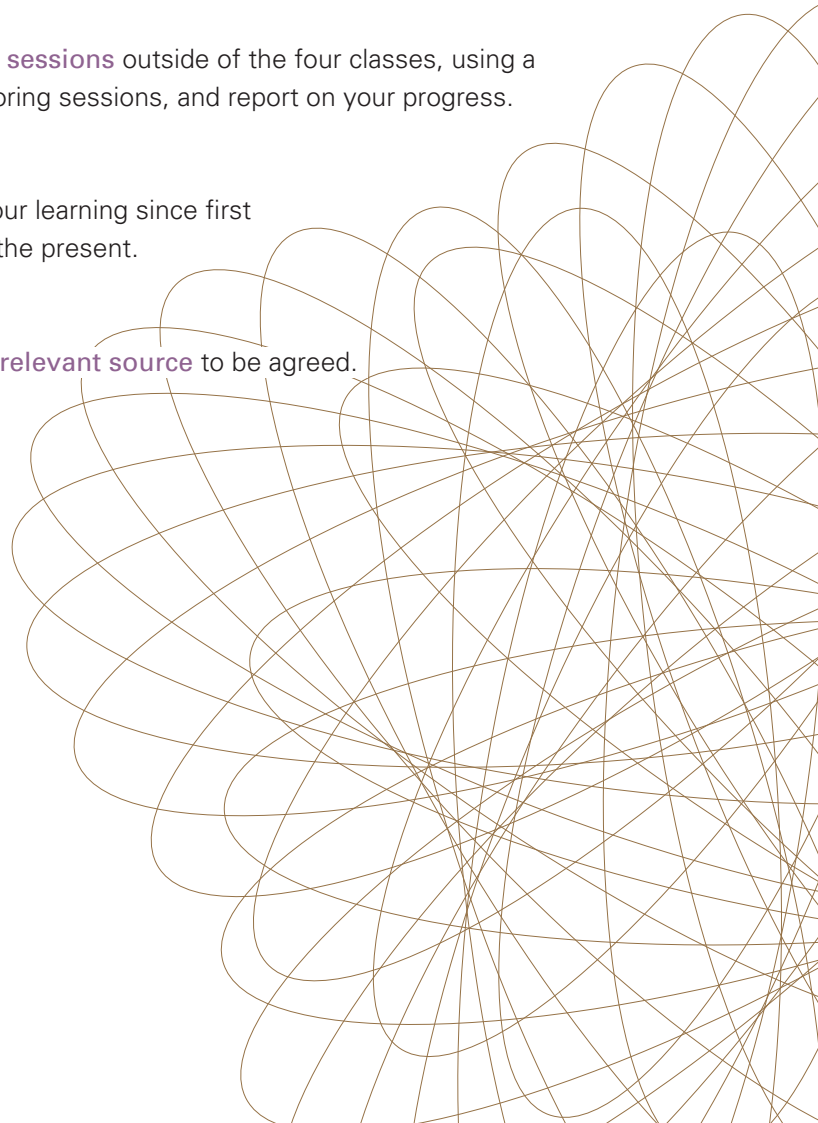 sessions outside of the four classes, using a
oring sessions, and report on your progress.
our learning since first
the present.
relevant source to be agreed.